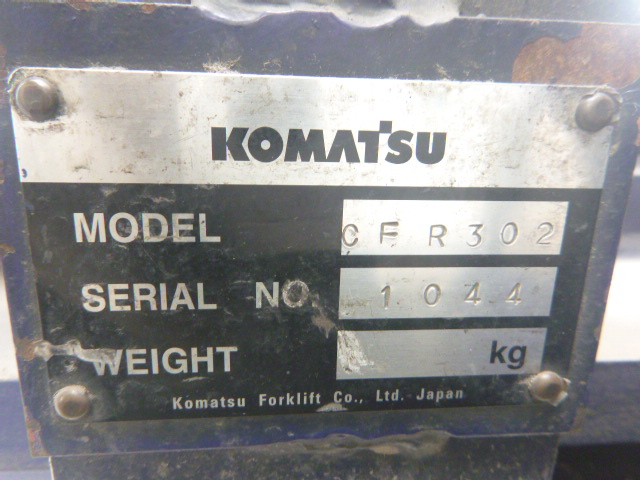 KOMATSU
MODEL CFR302
SERIAL NO. 1044
WEIGHT kg
Komatsu Forklift Co., Ltd. Japan